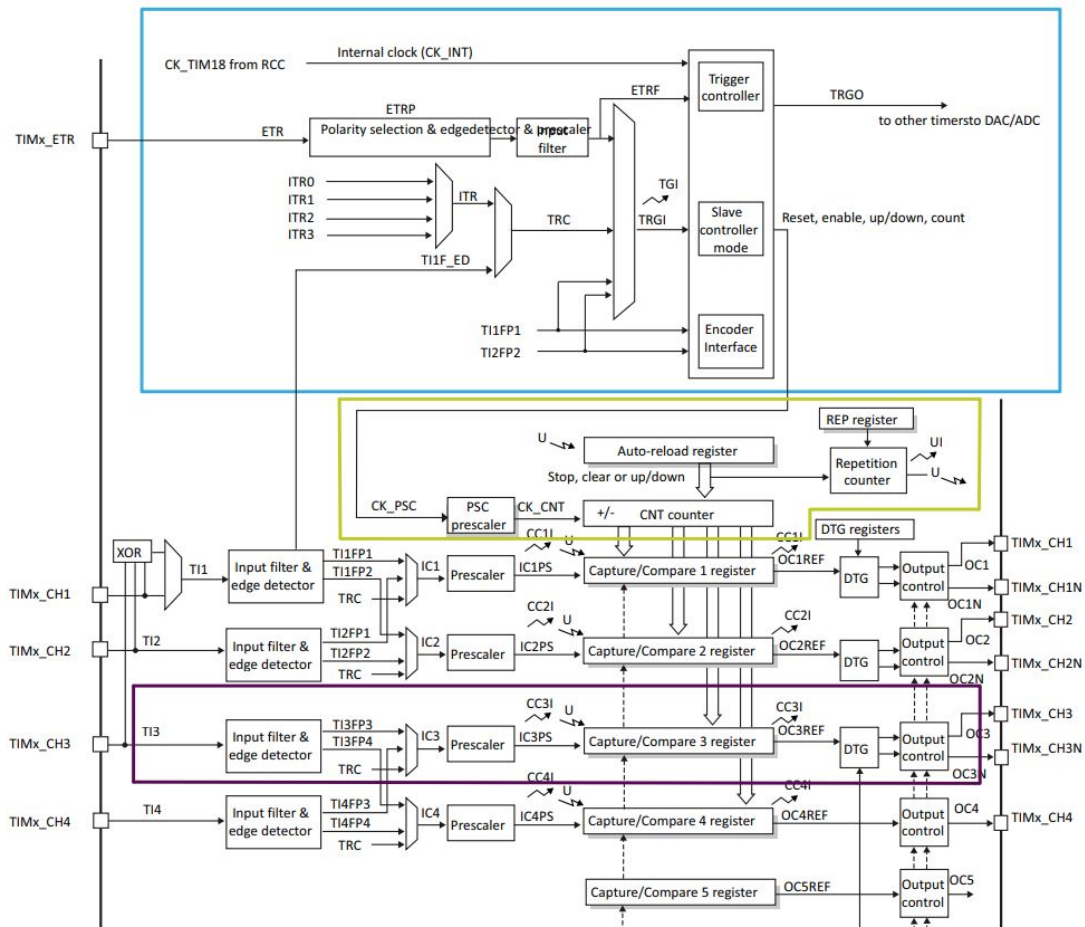 Internal clock (CK_INT)
CK_TIM18 from RCC
Trigger
controller
ETRF
TRGO
to other timersto DAC/ADC
ETRP
TIMx_ETR
ETR
Polarity selection & edgedetector & prescaler
Input
filter
ITR0
ITR1
ITR2
ITR3
ITR
TRC
TGI
TRGI
Slave
controller
mode
Reset, enable, up/down, count
TI1F_ED
TI1FP1
TI2FP2
Encoder
Interface
REP register
U
Auto-reload register
UI
Repetition
counter
U
Stop, clear or up/down
CK_PSC
PSC
prescaler
CK_CNT
+/-
CNT counter
DTG registers
XOR
TI1
TIMx_CH1
Input filter &
edge detector
TI1FP1
TI1FP2
TRC
IC1
Prescaler
IC1PS
CC1I
U
Capture/Compare 1 register
CC1I
OC1REF
DTG
Output
control
OC1
OC1N
TIMx_CH1
TIMx_CH1N
TIMx_CH2
TI2
Input filter &
edge detector
TI2FP1
TI2FP2
TRC
IC2
Prescaler
IC2PS
CC2I
U
Capture/Compare 2 register
CC2I
OC2REF
DTG
Output
control
OC2
OC2N
TIMx_CH2
TIMx_CH2N
TIMx_CH3
TI3
Input filter &
edge detector
TI3FP3
TI3FP4
TRC
IC3
Prescaler
IC3PS
CC3I
U
Capture/Compare 3 register
CC3I
OC3REF
DTG
Output
control
OC3
OC3N
TIMx_CH3
TIMx_CH3N
TIMx_CH4
TI4
Input filter &
edge detector
TI4FP3
TI4FP4
TRC
IC4
Prescaler
IC4PS
CC4I
U
Capture/Compare 4 register
CC4I
OC4REF
Output
control
OC4
TIMx_CH4
Capture/Compare 5 register
OC5REF
Output
control
OC5